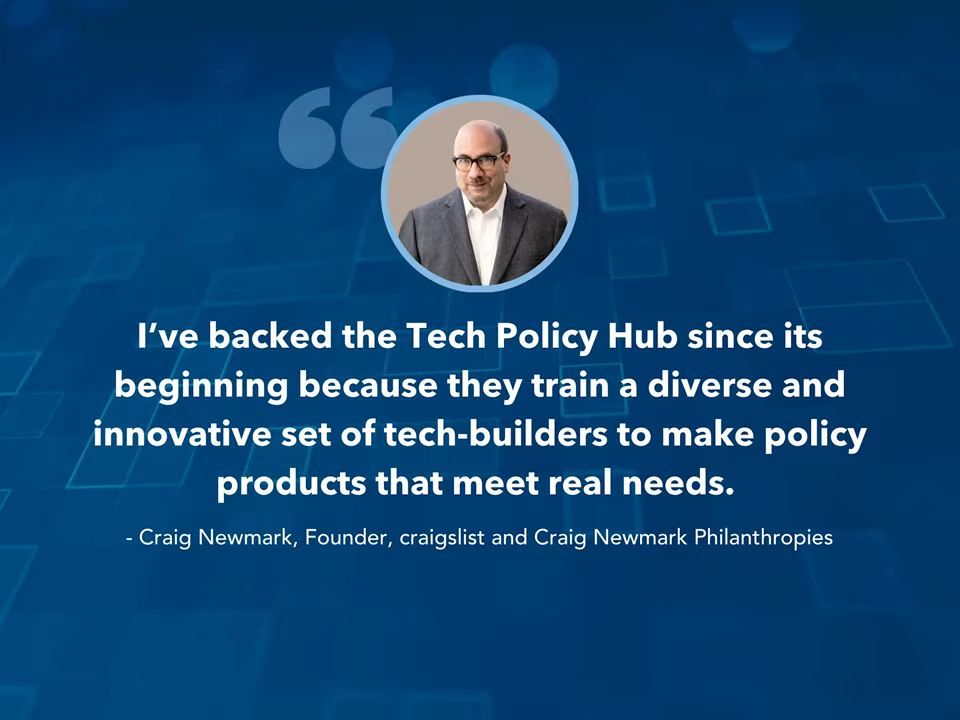 I’ve backed the Tech Policy Hub since its
beginning because they train a diverse and
innovative set of tech-builders to make policy
products that meet real needs.
- Craig Newmark, Founder, craigslist and Craig Newmark Philanthropies